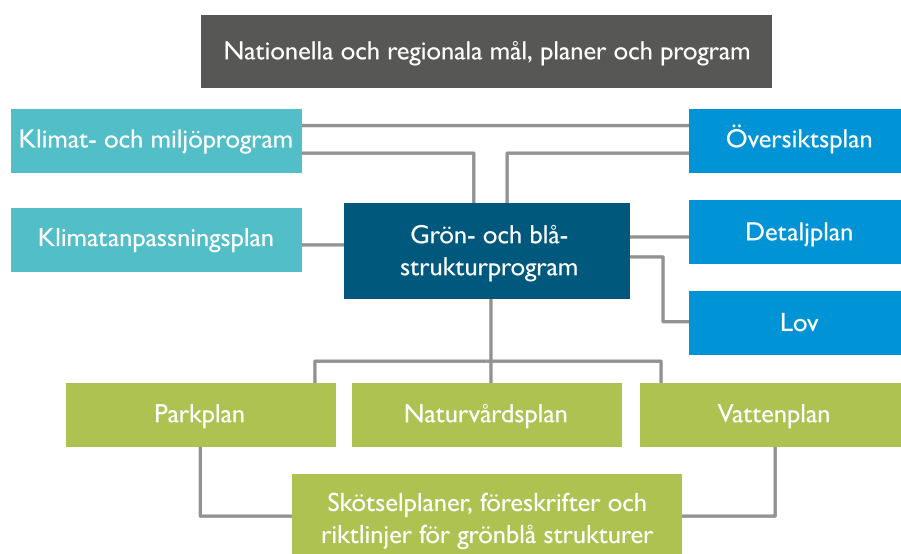 Nationella och regionala mål, planer och program
Klimat- och miljöprogram
Översiktsplan
Klimatanpassningsplan
Grön- och blå-
strukturprogram
Detaljplan
Lov
Parkplan
Naturvårdsplan
Vattenplan
Skötselplaner, föreskrifter och
riktlinjer för grönblå strukturer